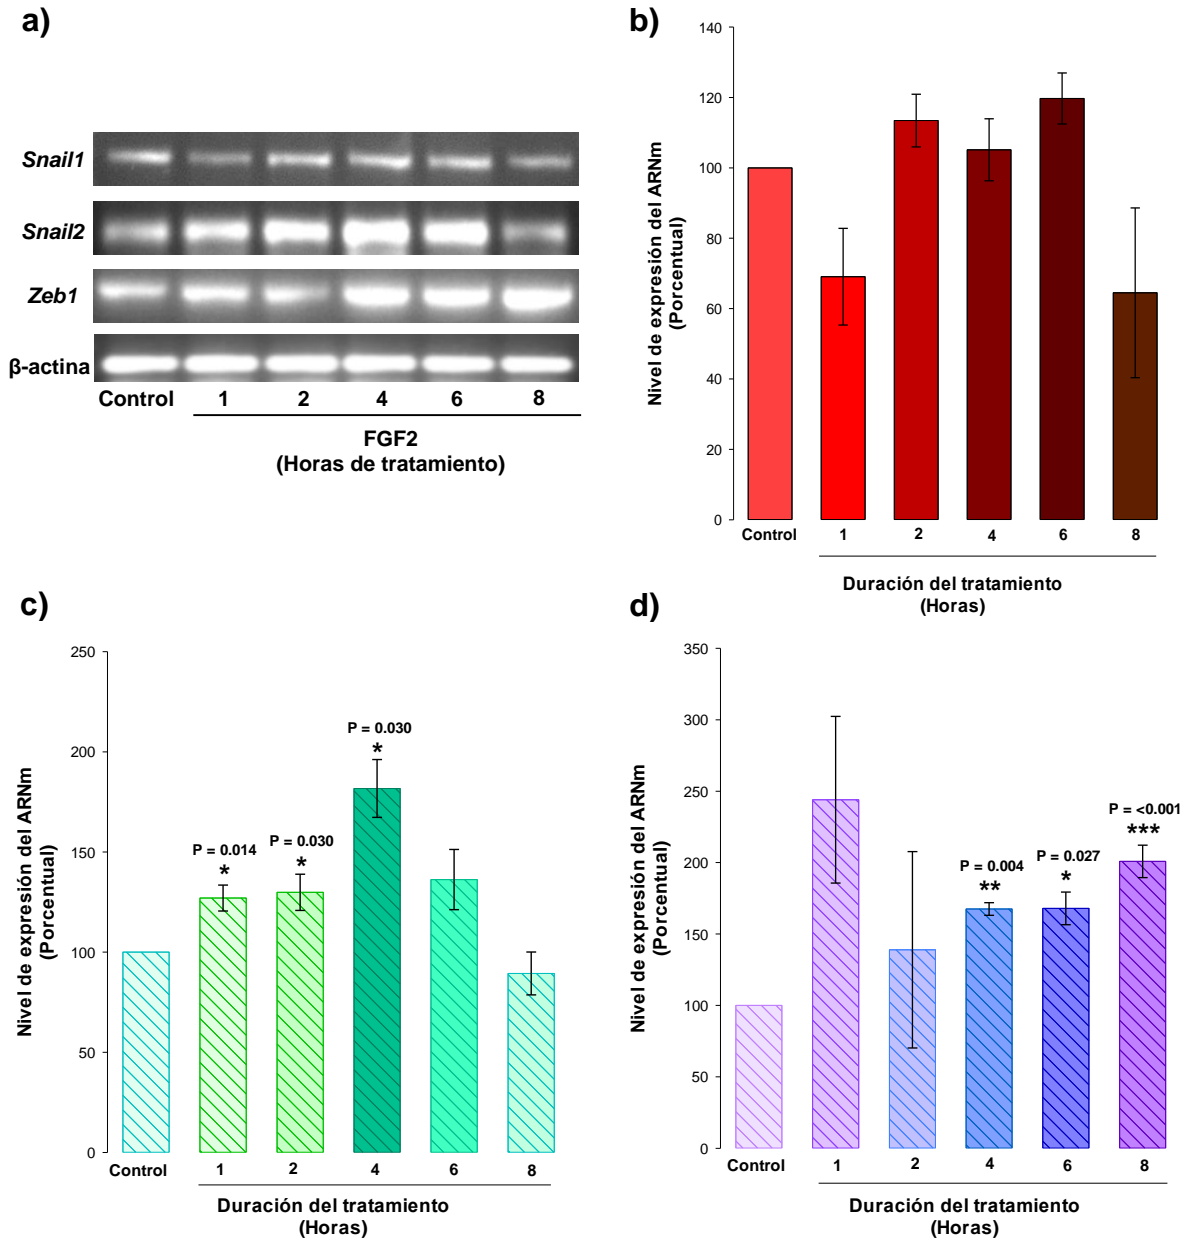 a)
Snail1
Snail2
Zeb1
β-actina
Control 1 2 4 6 8
FGF2
(Horas de tratamiento)
b)
Nivel de expresión del ARNm
(Porcentual)
140
120
100
80
60
40
20
0
Control 1 2 4 6 8
Duración del tratamiento
(Horas)
c)
Nivel de expresión del ARNm
(Porcentual)
250
200
150
100
50
0
P = 0.014
*
P = 0.030
*
P = 0.030
*
Control 1 2 4 6 8
Duración del tratamiento
(Horas)
d)
Nivel de expresión del ARNm
(Porcentual)
350
300
250
200
150
100
50
0
P = 0.004
**
P = 0.027
*
P = <0.001
***
Control 1 2 4 6 8
Duración del tratamiento
(Horas)